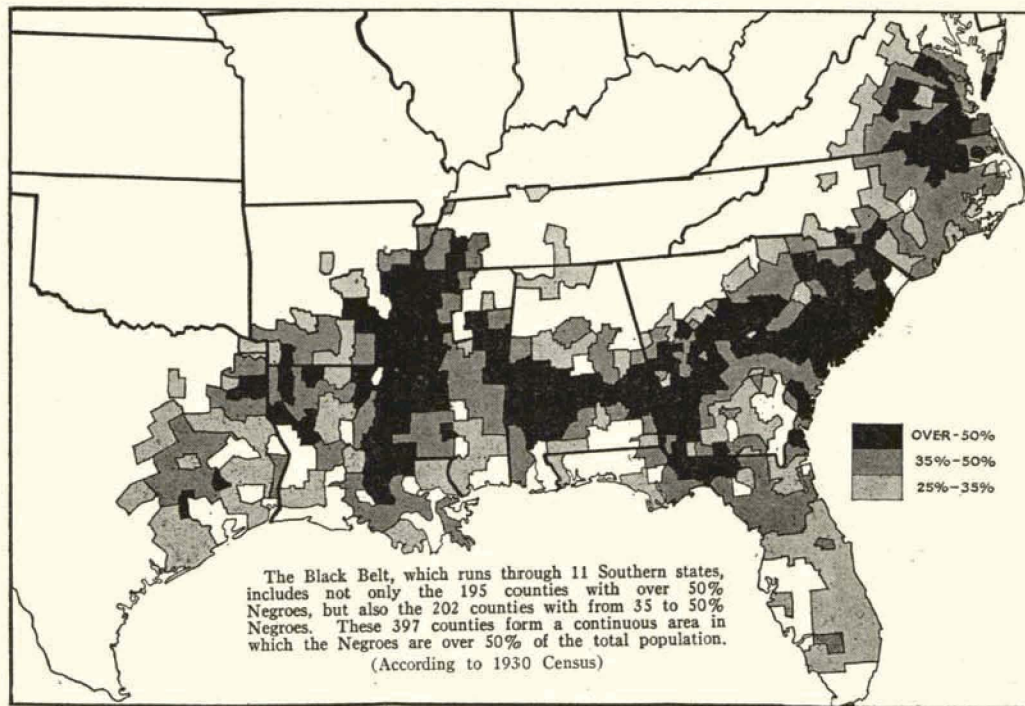 OVER-50%
35%-50%
25%-35%
The Black Belt, which runs through 11 Southern states,
includes not only the 195 counties with over 50%
Negroes, but also the 202 counties with from 35 to 50%
Negroes. These 397 counties form a continuous area in
which the Negroes are over 50% of the total population.
(According to 1930 Census)